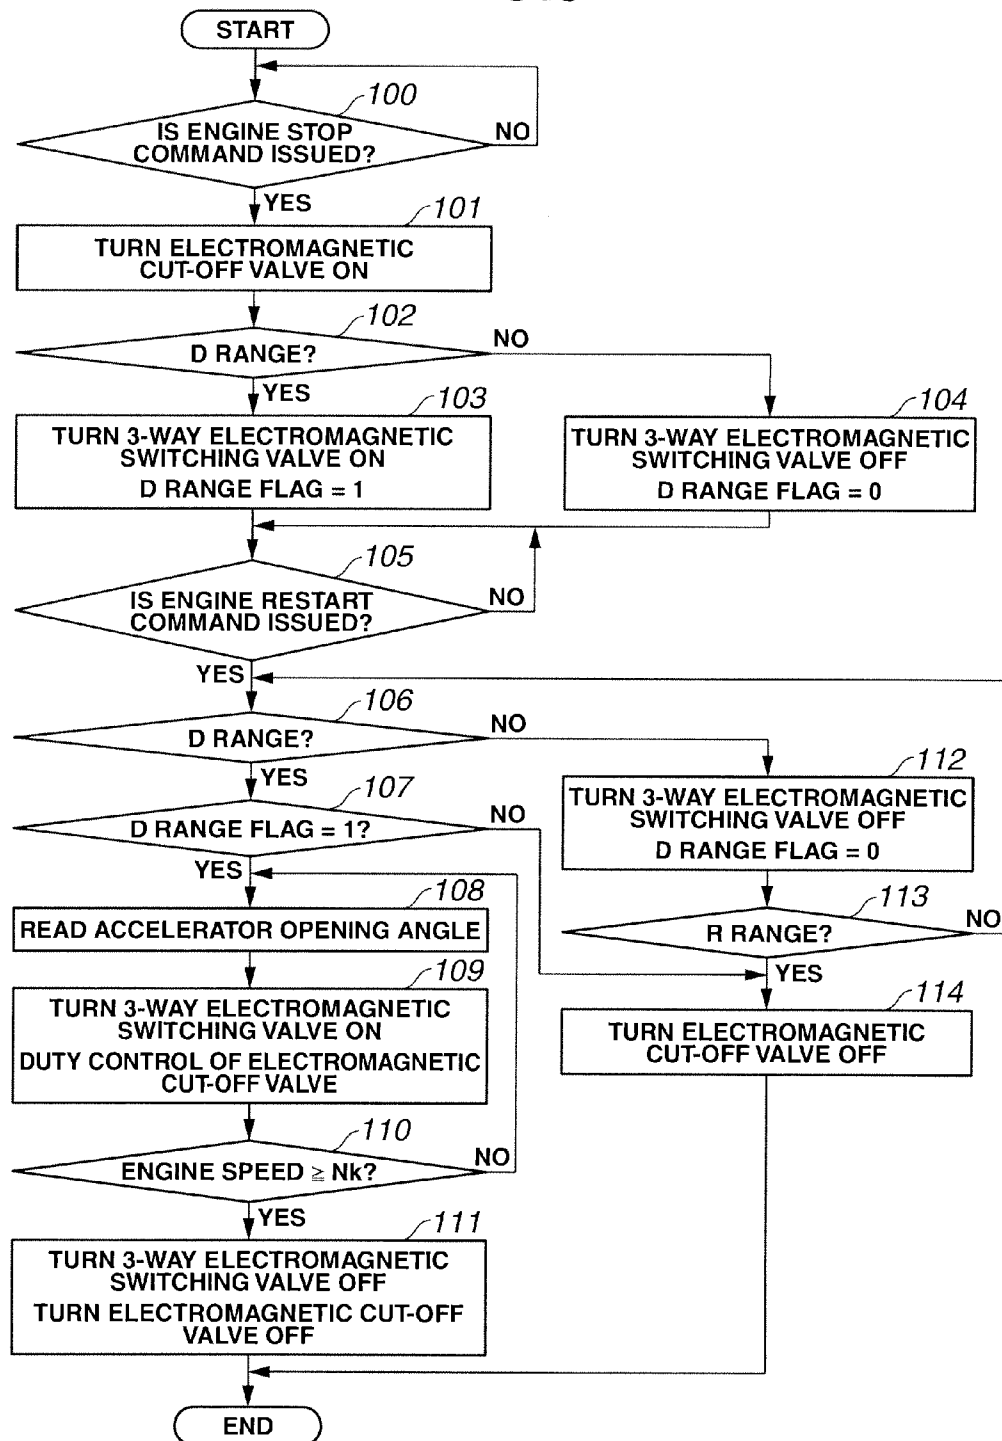 START
100
IS ENGINE STOP
COMMAND ISSUED?
NO
YES
101
TURN ELECTROMAGNETIC
CUT-OFF VALVE ON
102
D RANGE?
NO
YES
103
TURN 3-WAY ELECTROMAGNETIC
SWITCHING VALVE ON
D RANGE FLAG = 1
104
TURN 3-WAY ELECTROMAGNETIC
SWITCHING VALVE OFF
D RANGE FLAG = 0
105
IS ENGINE RESTART
COMMAND ISSUED?
NO
YES
106
D RANGE?
NO
YES
107
D RANGE FLAG = 1?
NO
YES
112
TURN 3-WAY ELECTROMAGNETIC
SWITCHING VALVE OFF
D RANGE FLAG = 0
108
READ ACCELERATOR OPENING ANGLE
113
R RANGE?
NO
YES
109
TURN 3-WAY ELECTROMAGNETIC
SWITCHING VALVE ON
DUTY CONTROL OF ELECTROMAGNETIC
CUT-OFF VALVE
114
TURN ELECTROMAGNETIC
CUT-OFF VALVE OFF
110
ENGINE SPEED ≧ Nk?
NO
YES
111
TURN 3-WAY ELECTROMAGNETIC
SWITCHING VALVE OFF
TURN ELECTROMAGNETIC CUT-OFF
VALVE OFF
END